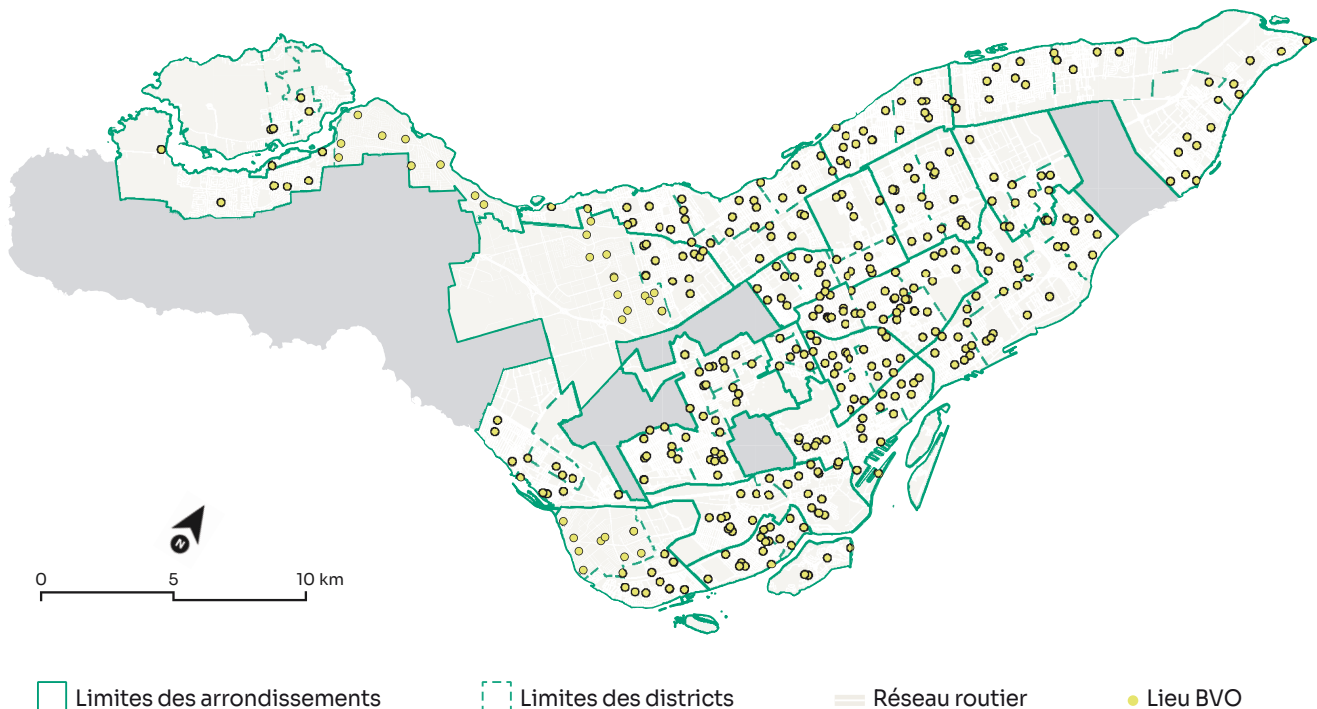 N
0 5 10 km
Limites des arrondissements Limites des districts Réseau routier Lieu BVO